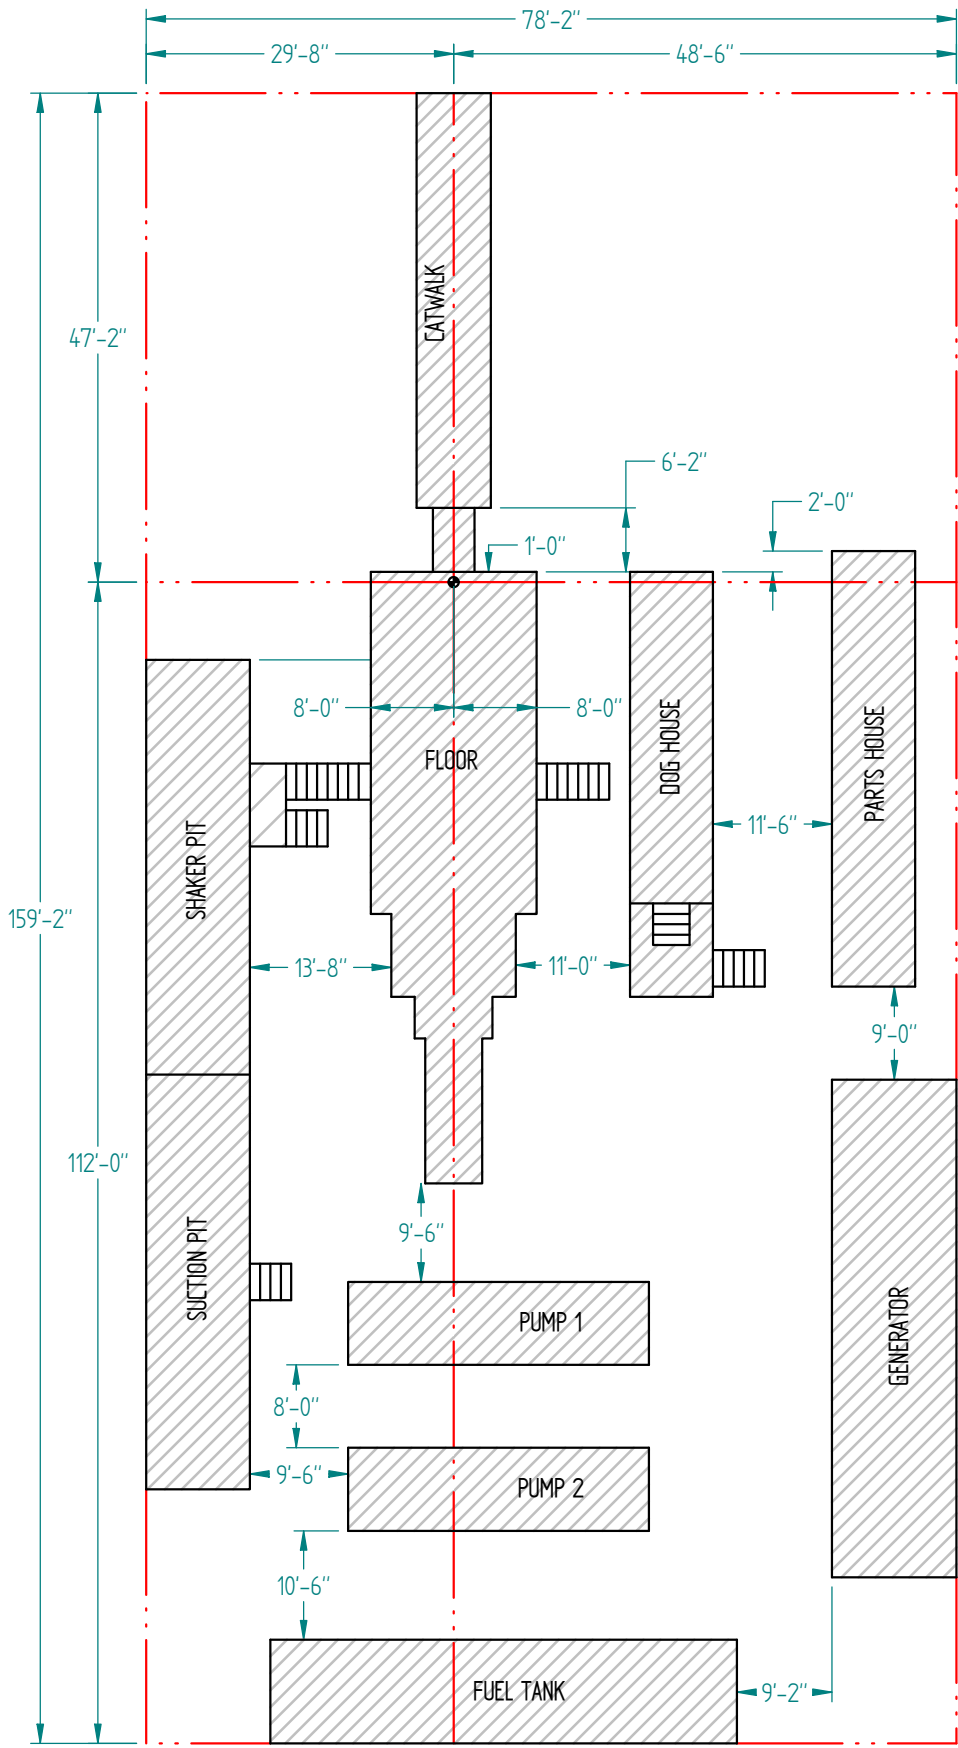 78'-2"
29'-8"
48'-6"
CATWALK
47'-2"
6'-2"
2'-0"
1'-0"
8'-0"
8'-0"
DOG HOUSE
PARTS HOUSE
FLOOR
11'-6"
SHAKER PIT
159'-2"
13'-8"
11'-0"
9'-0"
112'-0"
9'-6"
SUCTION PIT
PUMP 1
GENERATOR
8'-0"
9'-6"
PUMP 2
10'-6"
FUEL TANK
9'-2"